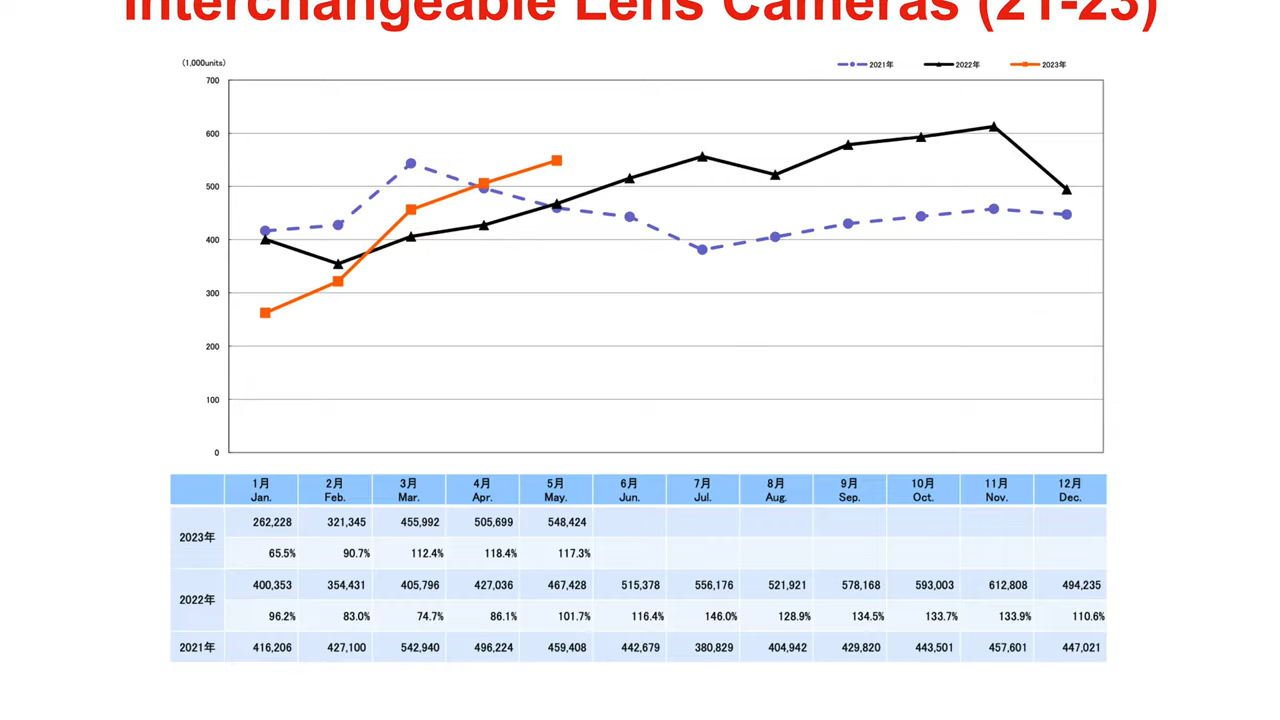 Interchangeable Lens Cameras (21-23)
(1,000units)
2021年 2022年 2023年
700
600
500
400
300
200
100
0
1月 2月 3月 4月 5月 6月 7月 8月 9月 10月 11月 12月
Jan. Feb. Mar. Apr. May. Jun. Jul. Aug. Sep. Oct. Nov. Dec.
2023年 262,228 321,345 455,992 505,699 548,424
65.5% 90.7% 112.4% 118.4% 117.3%
2022年 400,353 354,431 405,796 427,036 467,428 515,378 556,176 521,921 578,168 593,003 612,808 494,235
96.2% 83.0% 74.7% 86.1% 101.7% 116.4% 146.0% 128.9% 134.5% 133.7% 133.9% 110.6%
2021年 416,206 427,100 542,940 496,224 459,408 442,679 380,829 404,942 429,820 443,501 457,601 447,021